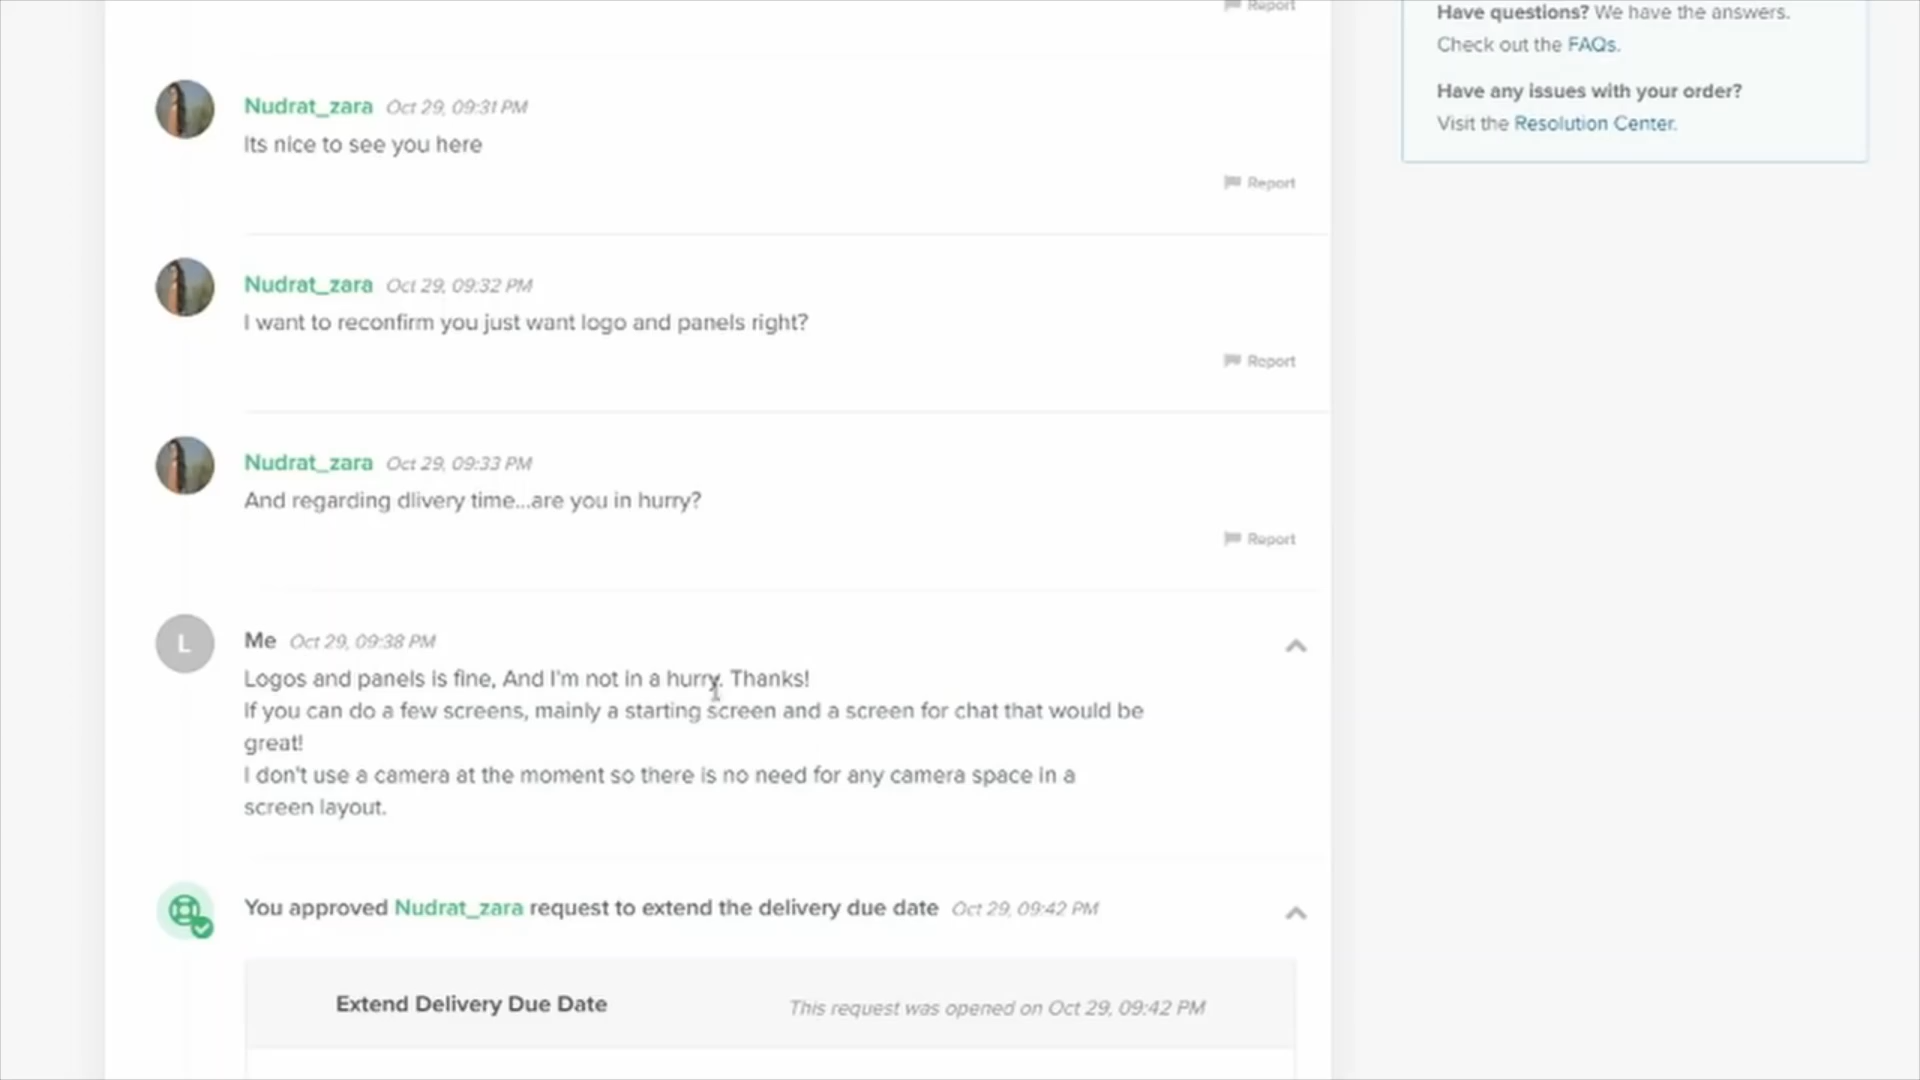 Report
Have questions? We have the answers.
Check out the FAQs.
Have any issues with your order?
Visit the Resolution Center.
Nudrat_zara Oct 29, 09:31 PM
Its nice to see you here
Report
Nudrat_zara Oct 29, 09:32 PM
I want to reconfirm you just want logo and panels right?
Report
Nudrat_zara Oct 29, 09:33 PM
And regarding dlivery time...are you in hurry?
Report
L
Me Oct 29, 09:38 PM
Logos and panels is fine, And I'm not in a hurry. Thanks!
If you can do a few screens, mainly a starting screen and a screen for chat that would be
great!
I don't use a camera at the moment so there is no need for any camera space in a
screen layout.
You approved Nudrat_zara request to extend the delivery due date Oct 29, 09:42 PM
Extend Delivery Due Date This request was opened on Oct 29, 09:42 PM